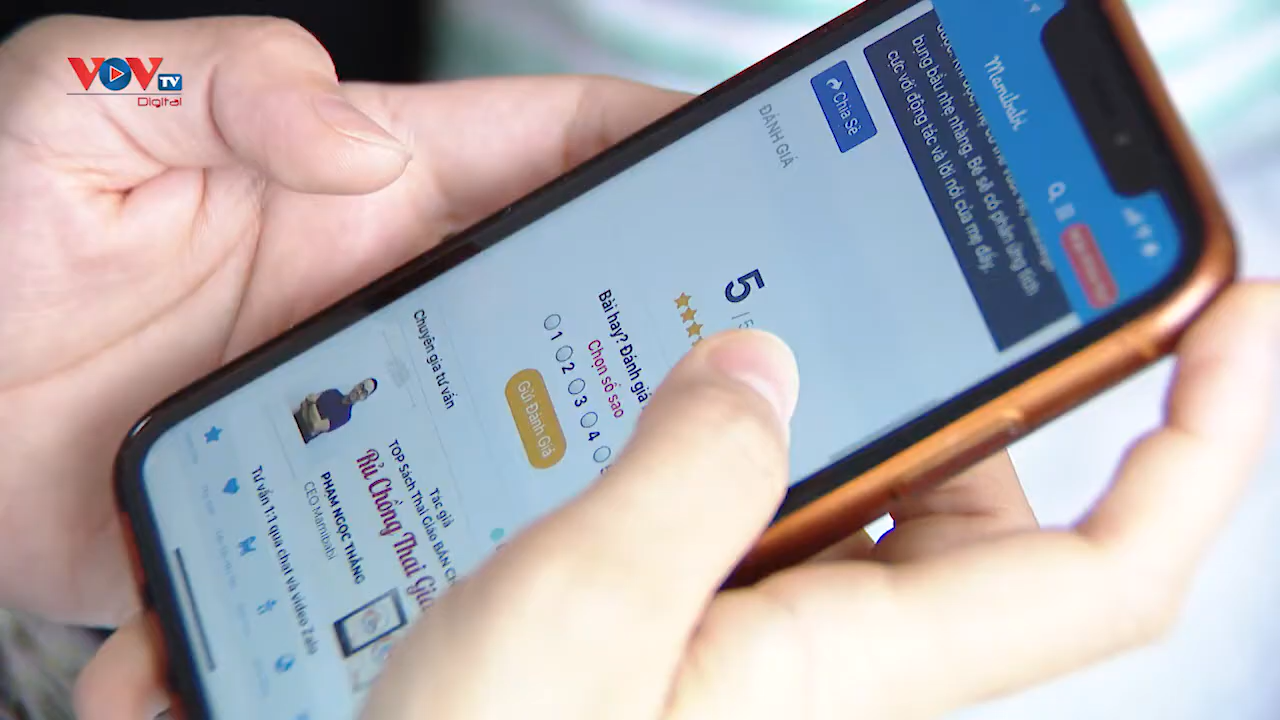 VOV TV
Digital
Mamibabi
bụng bầu nhẹ nhàng. Bé sẽ có phản ứng tích
cực với động tác và lời nói của mẹ đấy.
Chia Sẻ
ĐÁNH GIÁ
5 / 5
Bài hay? Đánh giá
Chọn số sao
1 2 3 4
Gửi Đánh Giá
Chuyên gia tư vấn
Tác giả
TOP Sách Thai Giáo BÁN
Rủ Chồng Thai Giáo
PHẠM NGỌC THẮNG
CEO Mamibabi
Tư vấn 1:1 qua chat và video Zalo